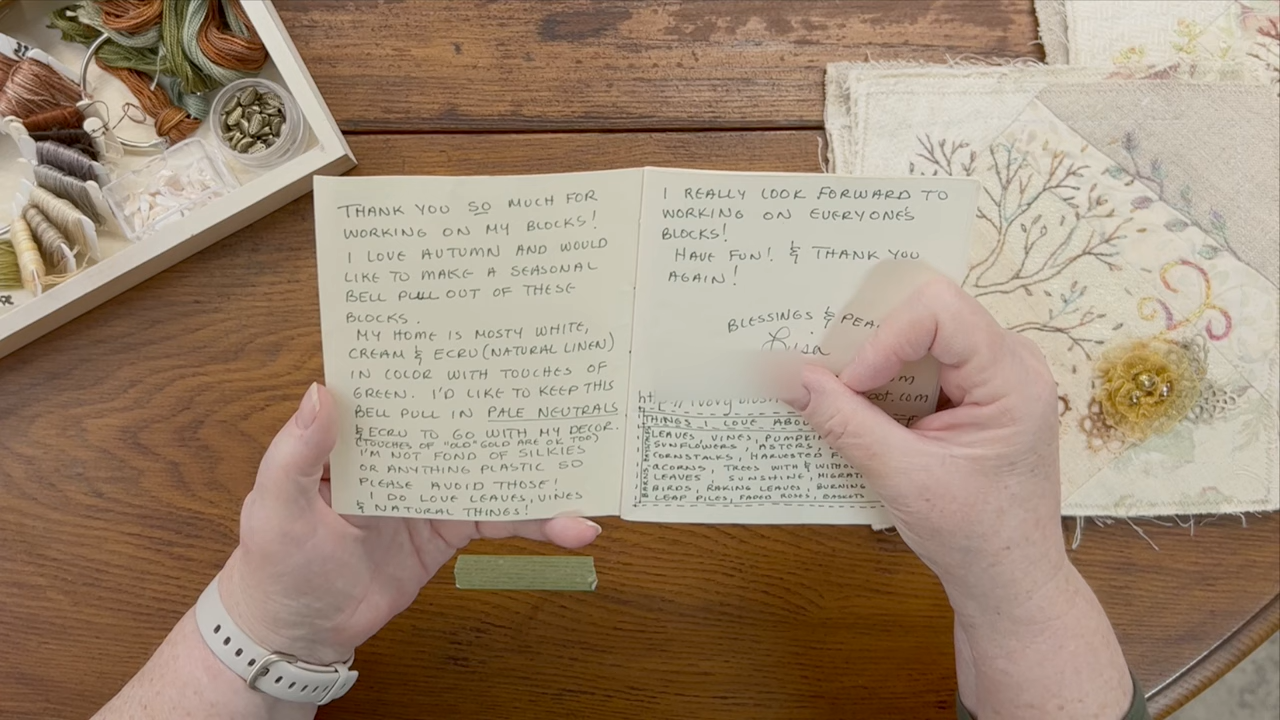 THANK YOU SO MUCH FOR
WORKING ON MY BLOCKS!
I LOVE AUTUMN AND WOULD
LIKE TO MAKE A SEASONAL
BELL PULL OUT OF THESE
BLOCKS.
MY HOME IS MOSTY WHITE,
CREAM & ECRU (NATURAL LINEN)
IN COLOR WITH TOUCHES OF
GREEN. I'D LIKE TO KEEP THIS
BELL PULL IN PALE NEUTRALS
& ECRU TO GO WITH MY DECOR.
(TOUCHES OF "OLD" GOLD ARE OK TOO)
I'M NOT FOND OF SILKIES
OR ANYTHING PLASTIC SO
PLEASE AVOID THOSE!
I DO LOVE LEAVES, VINES
& NATURAL THINGS!
I REALLY LOOK FORWARD TO
WORKING ON EVERYONE'S
BLOCKS!
HAVE FUN! & THANK YOU
AGAIN!
BLESSINGS &
Lisa
THINGS I LOVE
LEAVES, VINES,
SUNFLOWERS, ASTERS,
CORNSTALKS, HARVESTED
ACORNS, TREES WITH &
LEAVES, SUNSHINE,
BIRDS, RAKING LEAVES, BURNING
LEAF PILES, FADED ROSES, BASKETS